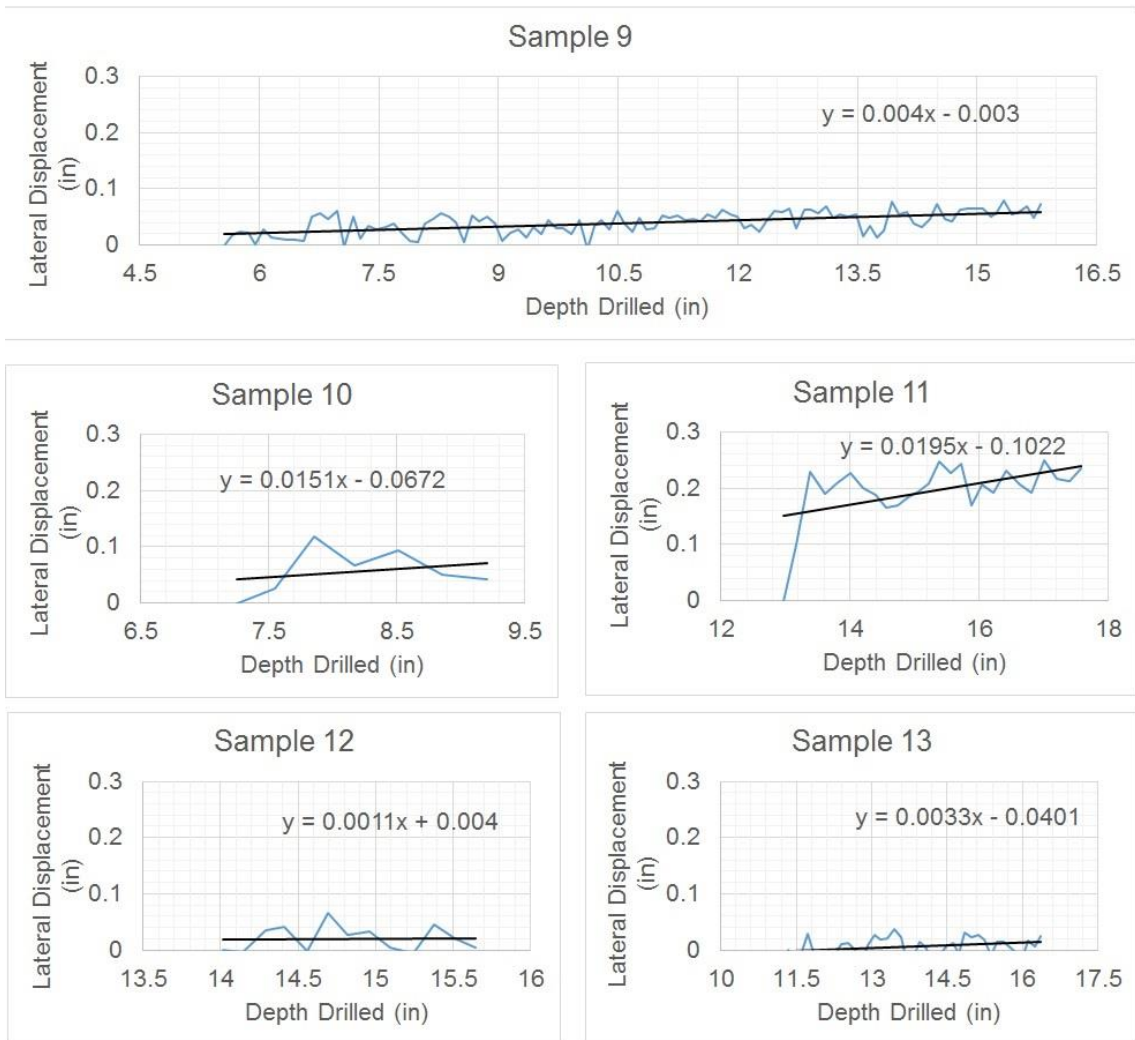 Sample 9
Lateral Displacement
(in)
0.3
0.2
0.1
0
y = 0.004x - 0.003
4.5 6 7.5 9 10.5 12 13.5 15 16.5
Depth Drilled (in)
Sample 10
Lateral Displacement
(in)
0.3
0.2
0.1
0
y = 0.0151x - 0.0672
6.5 7.5 8.5 9.5
Depth Drilled (in)
Sample 11
Lateral Displacement
(in)
0.3
0.2
0.1
0
y = 0.0195x - 0.1022
12 14 16 18
Depth Drilled (in)
Sample 12
Lateral Displacement
(in)
0.3
0.2
0.1
0
y = 0.0011x + 0.004
13.5 14 14.5 15 15.5 16
Depth Drilled (in)
Sample 13
Lateral Displacement
(in)
0.3
0.2
0.1
0
y = 0.0033x - 0.0401
10 11.5 13 14.5 16 17.5
Depth Drilled (in)